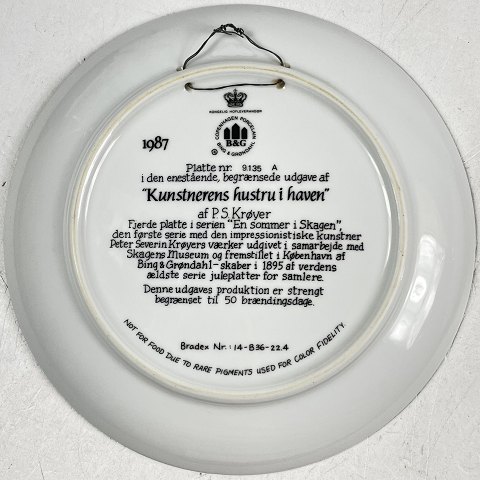 KONGELIG HOFLEVERANDØR
COPENHAGEN PORCELAIN
B&G
BING & GRØNDAHL
1987
Platte nr. 9.135 A
i den enestående, begrænsede udgave af
"Kunstnerens hustru i haven"
af P.S. Krøyer
Fjerde platte i serien "En sommer i Skagen",
den første serie med den impressionistiske kunstner
Peter Severin Krøyers værker udgivet i samarbejde med
Skagens Museum og fremstillet i København af
Bing & Grøndahl - skaber i 1895 af verdens
ældste serie juleplatter for samlere.
Denne udgaves produktion er strengt
begrænset til 50 brændingsdage.
Bradex Nr.: 14-B36-22.4
NOT FOR FOOD DUE TO RARE PIGMENTS USED FOR COLOR FIDELITY.